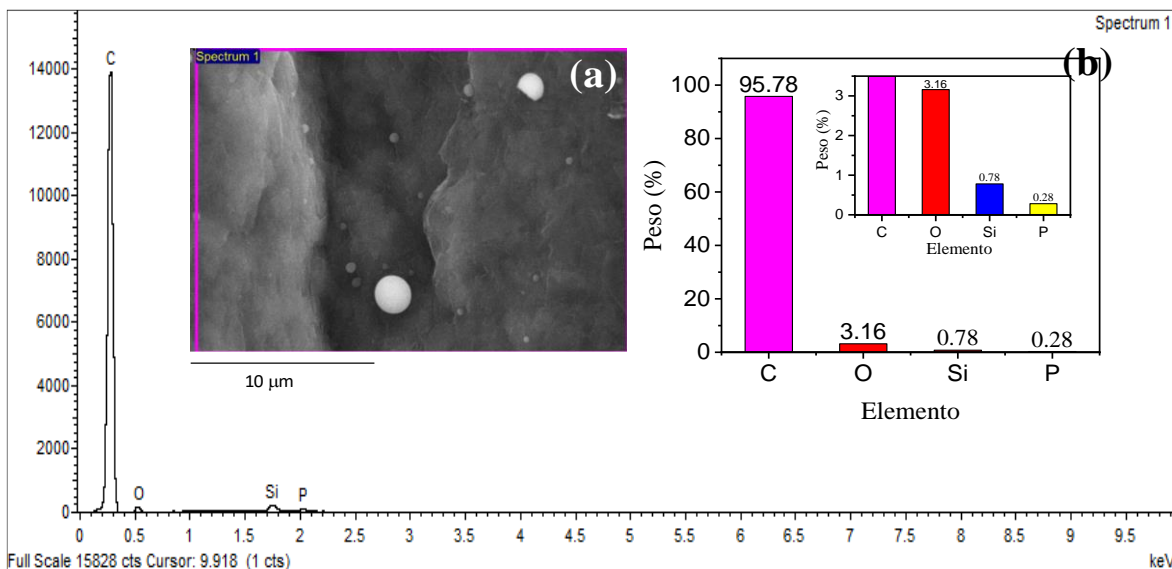 Spectrum 1
C
14000
12000
10000
8000
6000
4000
2000
0
O
Si
P
0 0.5 1 1.5 2 2.5 3 3.5 4 4.5 5 5.5 6 6.5 7 7.5 8 8.5 9 9.5
Full Scale 15828 cts Cursor: 9.918 (1 cts)
keV
Spectrum 1
(a)
10 μm
(b)
Peso (%)
100
80
60
40
20
0
95.78
3.16
0.78
0.28
C O Si P
Elemento
Peso (%)
3
2
1
0
3.16
0.78
0.28
C O Si P
Elemento